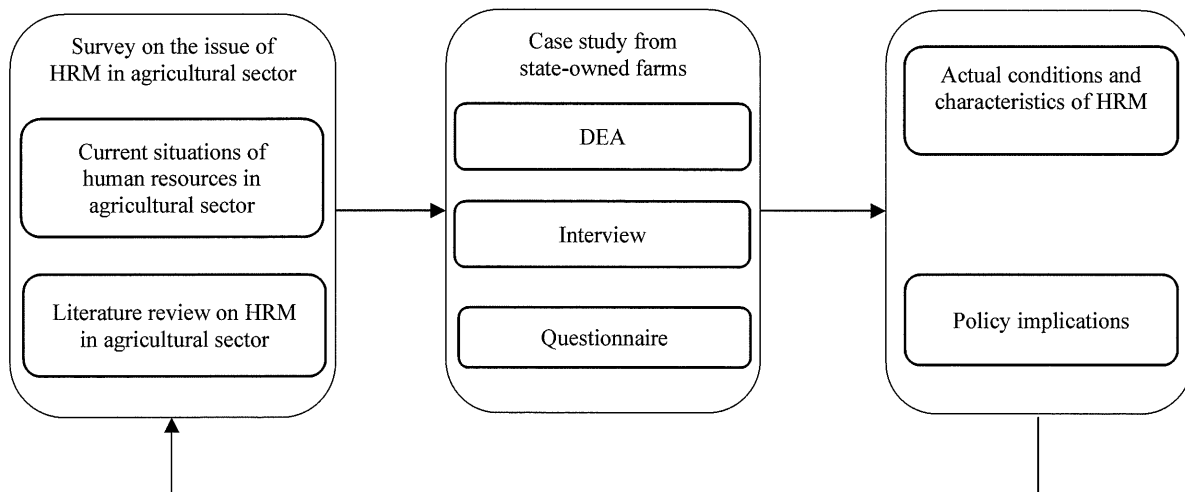 Survey on the issue of
HRM in agricultural sector
Current situations of
human resources in
agricultural sector
Literature review on HRM
in agricultural sector
Case study from
state-owned farms
DEA
Interview
Questionnaire
Actual conditions and
characteristics of HRM
Policy implications